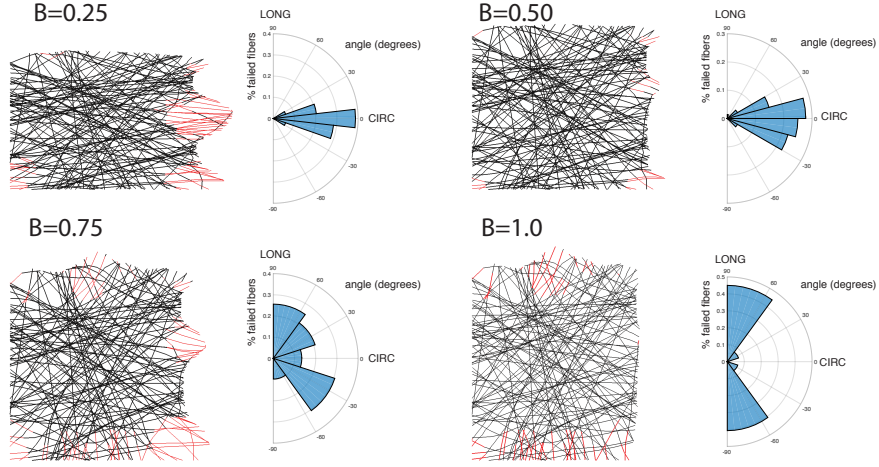 B=0.25
LONG
90
0.4
60
angle (degrees)
0.3
30
0.2
% failed fibers
0.1
0
0
CIRC
-30
-60
-90
B=0.50
LONG
90
0.3
60
angle (degrees)
0.2
30
% failed fibers
0.1
0
0
CIRC
-30
-60
-90
B=0.75
LONG
90
0.4
60
angle (degrees)
0.3
30
0.2
% failed fibers
0.1
0
0
CIRC
-30
-60
-90
B=1.0
LONG
90
0.5
60
angle (degrees)
0.4
0.3
30
0.2
% failed fibers
0.1
0
0
CIRC
-30
-60
-90